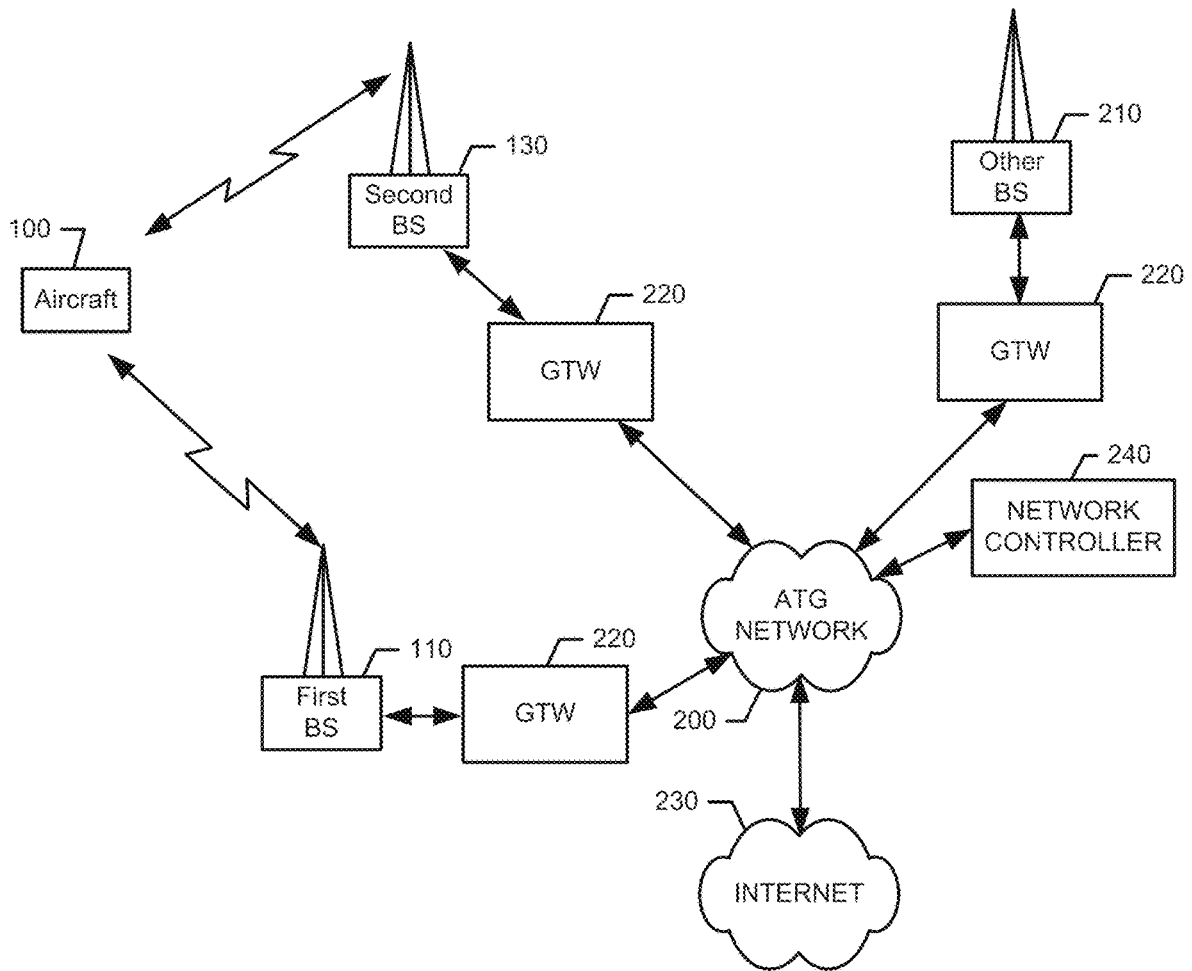 210
Other
BS
130
Second
BS
100
Aircraft
220
GTW
220
GTW
240
NETWORK
CONTROLLER
ATG
NETWORK
200
110
First
BS
220
GTW
230
INTERNET